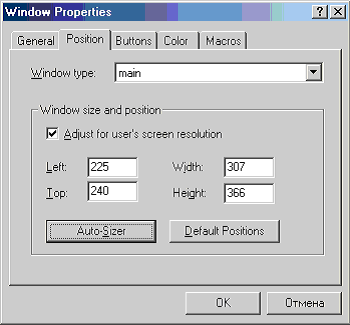 Window Properties
General Position Buttons Color Macros
Window type: main
Window size and position
Adjust for user's screen resolution
Left: 225 Width: 307
Top: 240 Height: 366
Auto-Sizer Default Positions
OK Отмена